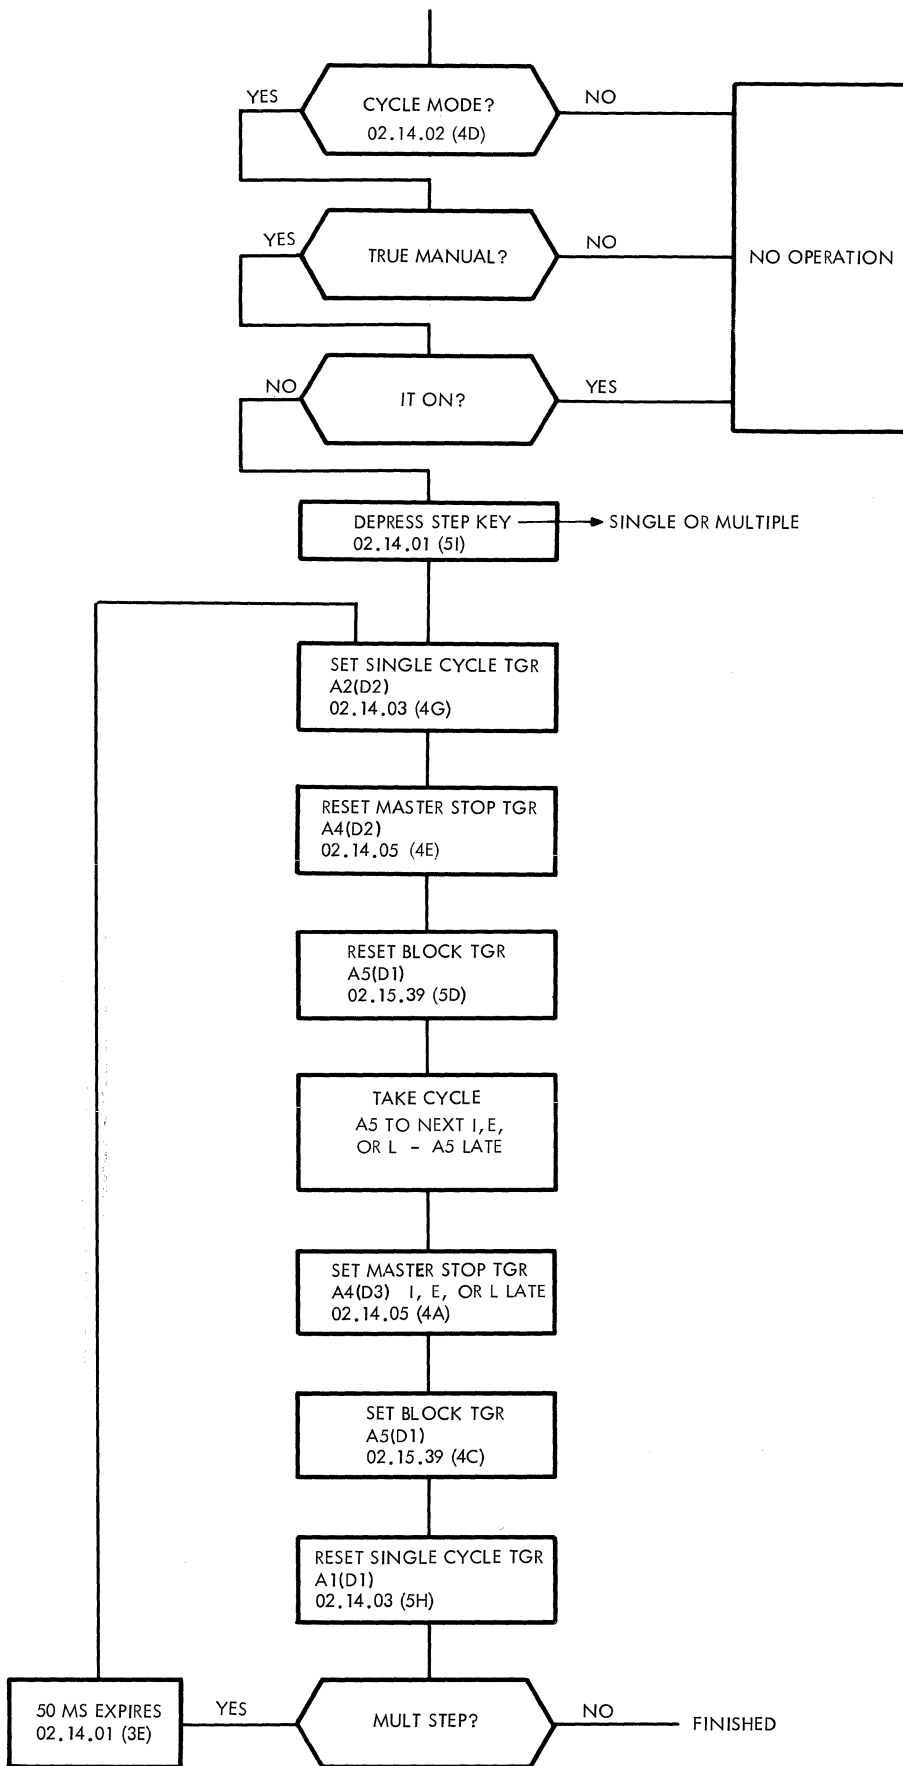 YES
CYCLE MODE?
02.14.02 (4D)
NO
YES
TRUE MANUAL?
NO
NO OPERATION
NO
IT ON?
YES
DEPRESS STEP KEY
02.14.01 (5I)
SINGLE OR MULTIPLE
SET SINGLE CYCLE TGR
A2(D2)
02.14.03 (4G)
RESET MASTER STOP TGR
A4(D2)
02.14.05 (4E)
RESET BLOCK TGR
A5(D1)
02.15.39 (5D)
TAKE CYCLE
A5 TO NEXT I,E,
OR L - A5 LATE
SET MASTER STOP TGR
A4(D3) I, E, OR L LATE
02.14.05 (4A)
SET BLOCK TGR
A5(D1)
02.15.39 (4C)
RESET SINGLE CYCLE TGR
A1(D1)
02.14.03 (5H)
50 MS EXPIRES
02.14.01 (3E)
YES
MULT STEP?
NO
FINISHED